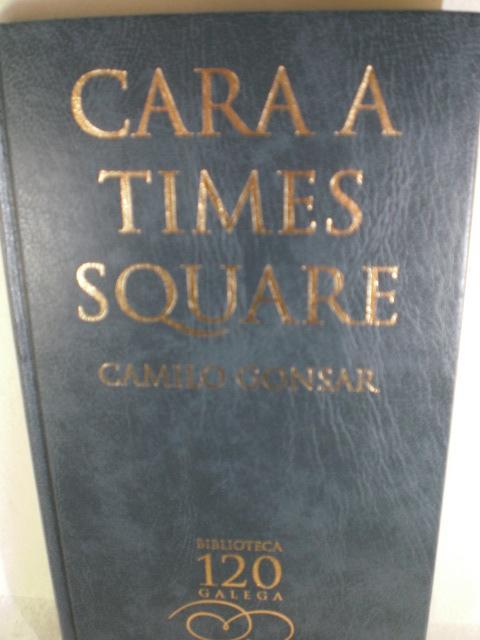 CARA A
TIMES
SQUARE
CAMILO GONSAR
BIBLIOTECA
120
GALEGA